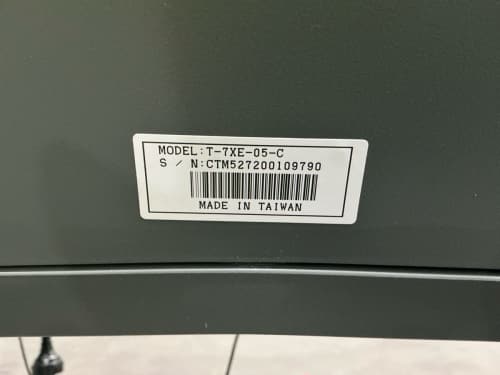 MODEL:T-7XE-05-C
S / N:CTM527200109790
MADE IN TAIWAN